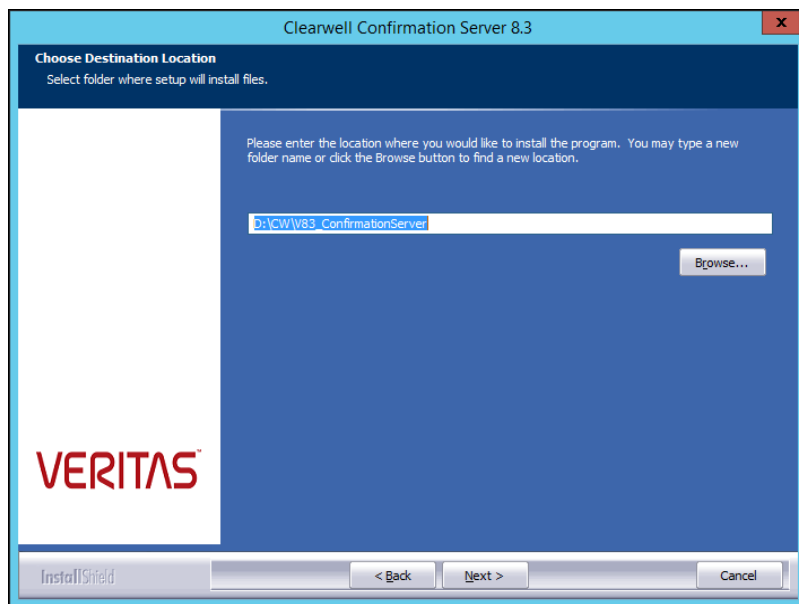 Clearwell Confirmation Server 8.3
x
Choose Destination Location
Select folder where setup will install files.
Please enter the location where you would like to install the program. You may type a new
folder name or click the Browse button to find a new location.
D:\CW\V83_ConfirmationServer
Browse...
VERITAS™
InstallShield
< Back
Next >
Cancel